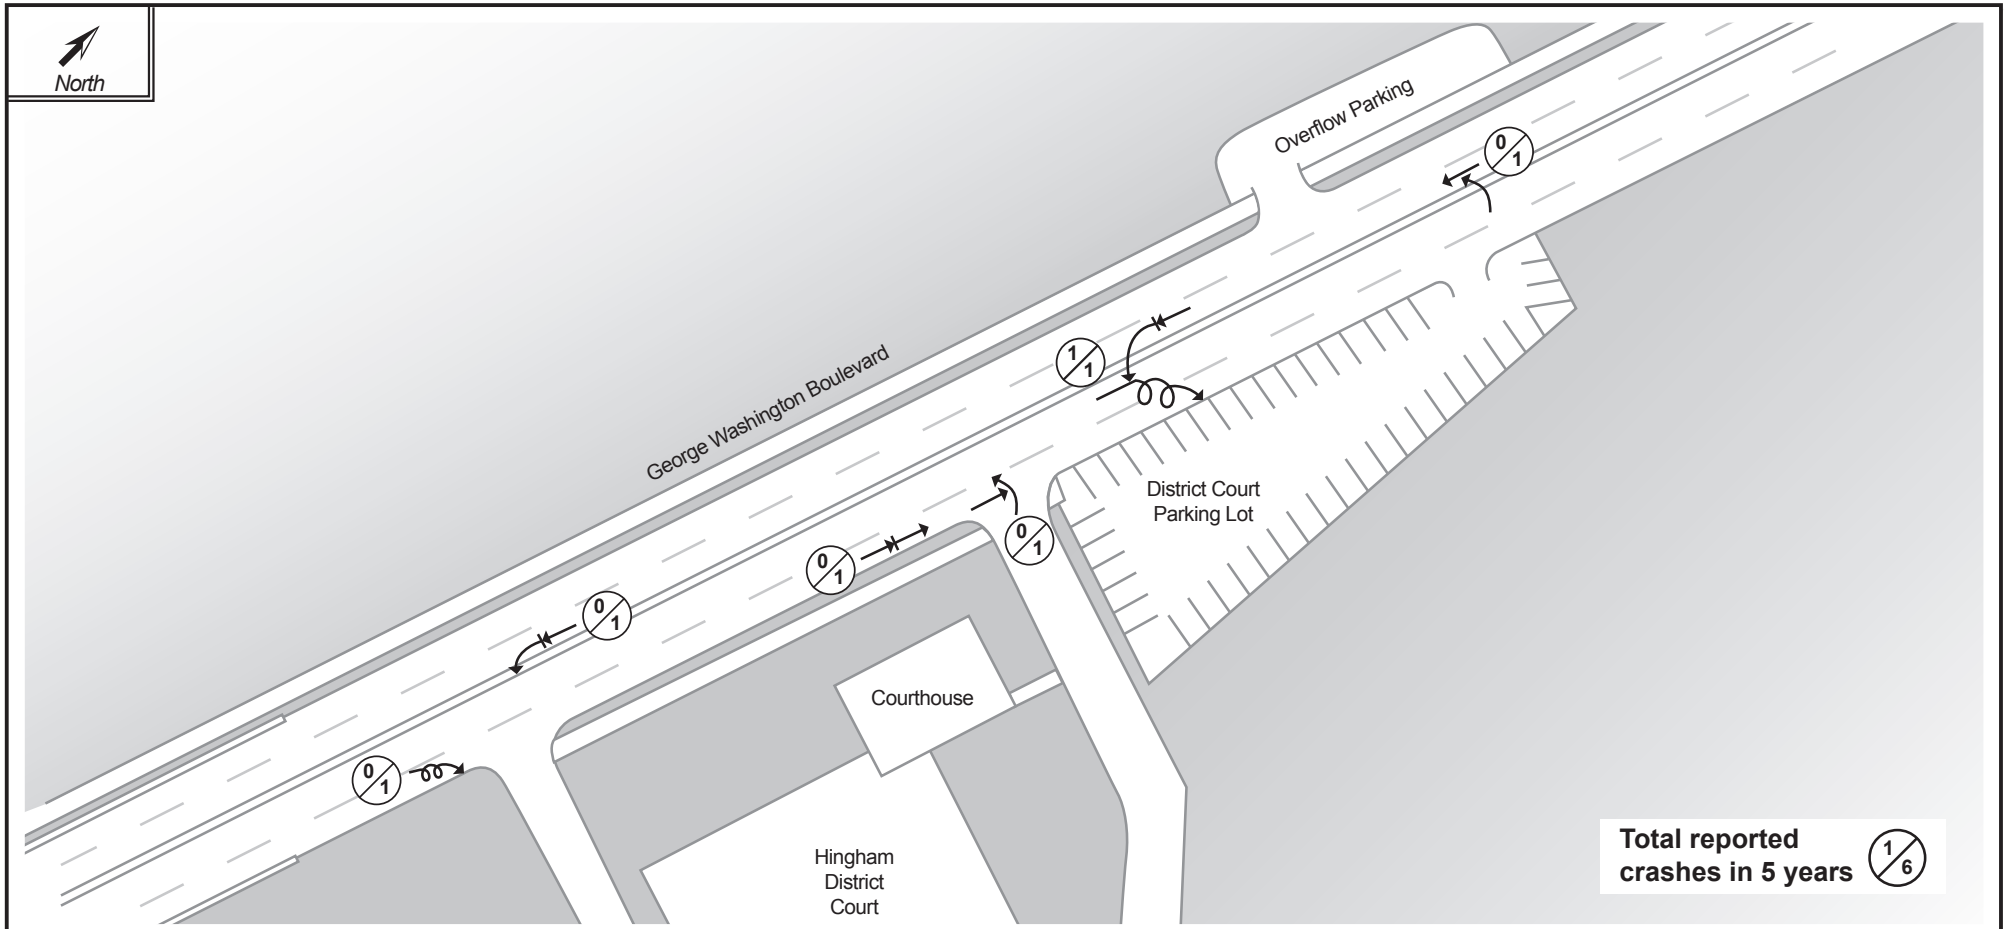 North
Overflow Parking
0/1
George Washington Boulevard
1/1
District Court
Parking Lot
0/1
0/1
0/1
Courthouse
0/1
Hingham
District
Court
Total reported
crashes in 5 years 1/6